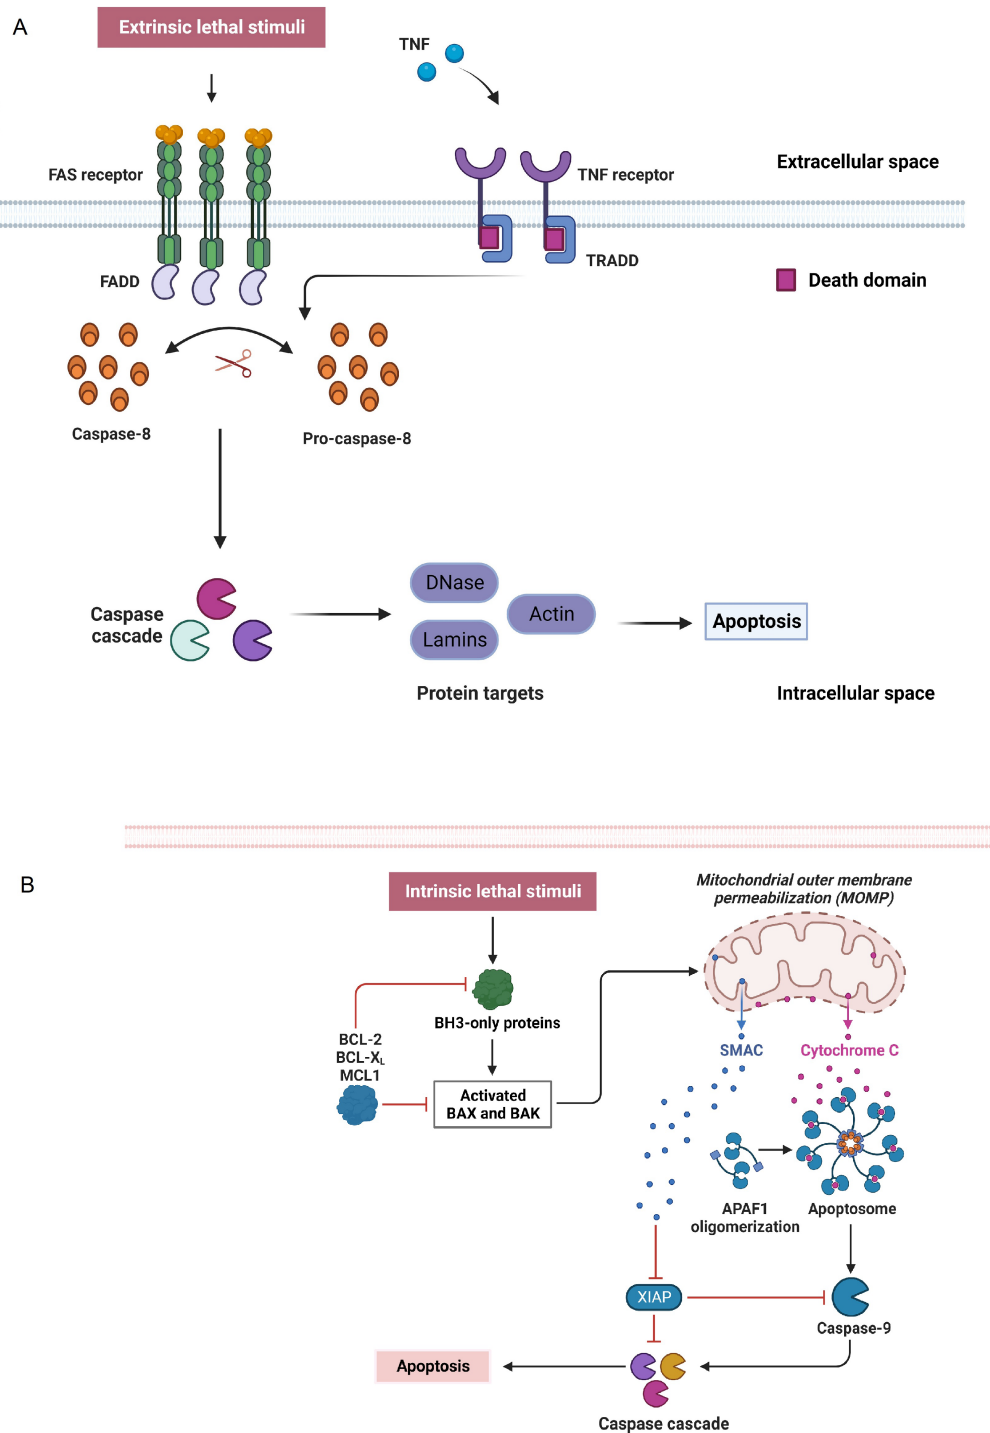 A
Extrinsic lethal stimuli
TNF
Extracellular space
FAS receptor
TNF receptor
TRADD
FADD
Death domain
Caspase-8
Pro-caspase-8
DNase
Actin
Lamins
Caspase
cascade
Apoptosis
Protein targets
Intracellular space
B
Intrinsic lethal stimuli
Mitochondrial outer membrane
permeabilization (MOMP)
BH3-only proteins
BCL-2
BCL-XL
MCL1
Activated
BAX and BAK
SMAC
Cytochrome C
APAF1
oligomerization
Apoptosome
XIAP
Caspase-9
Apoptosis
Caspase cascade